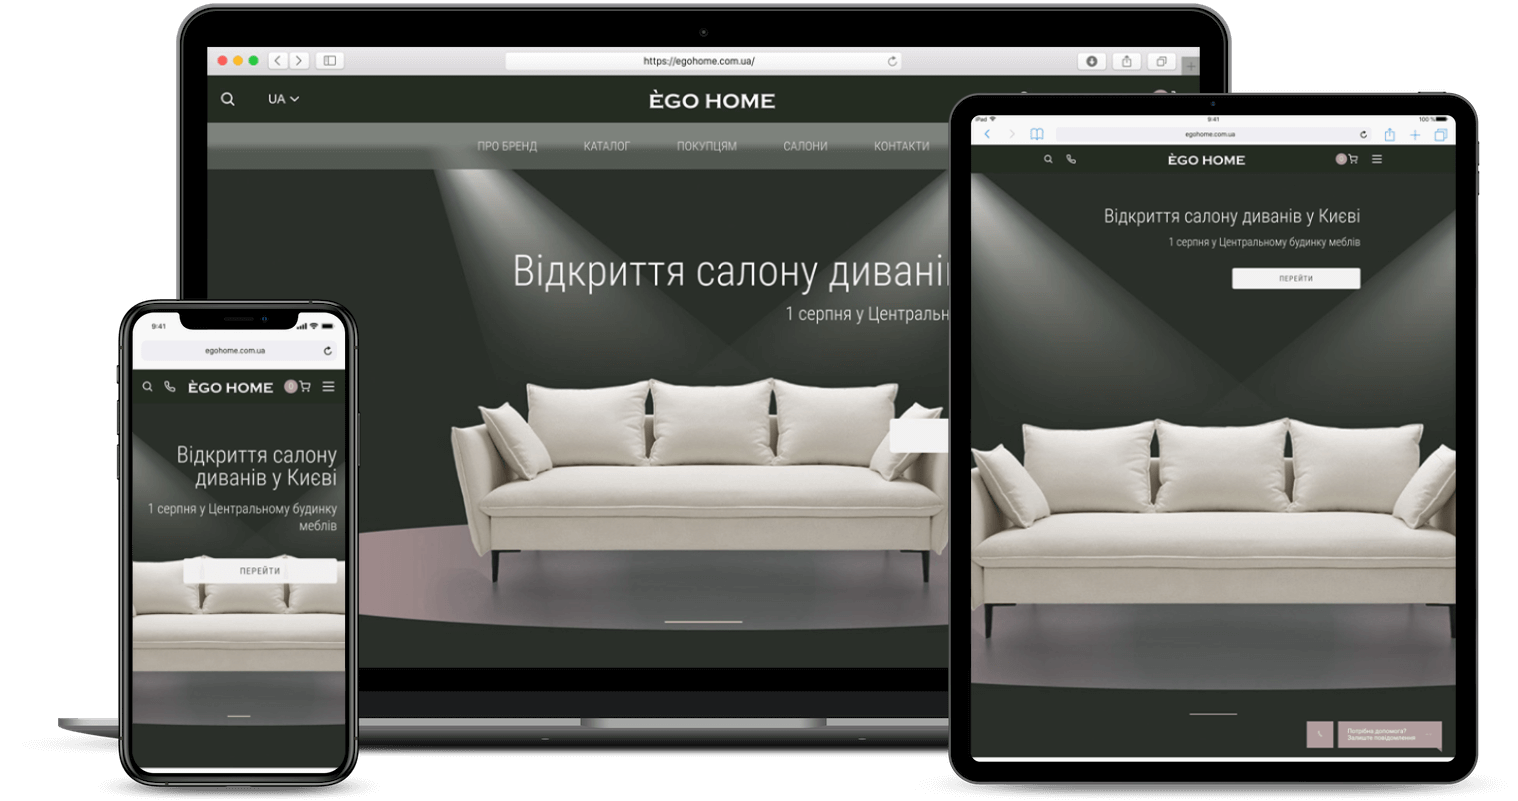 https://egohome.com.ua/
UA
ÈGO HOME
ПРО БРЕНД
КАТАЛОГ
ПОКУПЦЯМ
САЛОНИ
КОНТАКТИ
Відкриття салону
1 серпня у
9:41
egohome.com.ua
ÈGO HOME
0
Відкриття салону
диванів у Києві
1 серпня у Центральному будинку
меблів
ПЕРЕЙТИ
iPad
9:41
100 %
egohome.com.ua
ÈGO HOME
0
Відкриття салону диванів у Києві
1 серпня у Центральному будинку меблів
ПЕРЕЙТИ
Потрібна допомога?
Залиште повідомлення